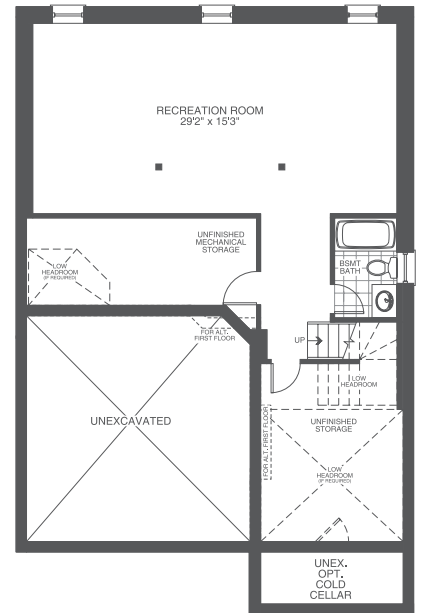 RECREATION ROOM
29'2" x 15'3"
UNFINISHED
MECHANICAL
STORAGE
BSMT
BATH
LOW
HEADROOM
(IF REQUIRED)
FOR ALT.
FIRST FLOOR
UP
LOW
HEADROOM
UNEXCAVATED
FOR ALT. FIRST FLOOR
UNFINISHED
STORAGE
LOW
HEADROOM
(IF REQUIRED)
UNEX.
OPT.
COLD
CELLAR